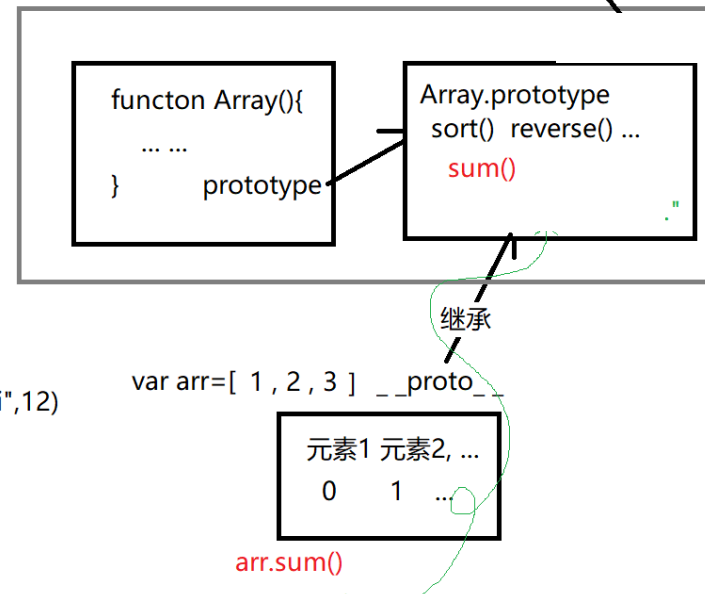 functon Array(){
... ...
}
prototype
Array.prototype
sort() reverse() ...
sum()
."
继承
var arr=[ 1 , 2 , 3 ] _ _proto_ _
",12)
元素1 元素2, ...
0 1 ...
arr.sum()